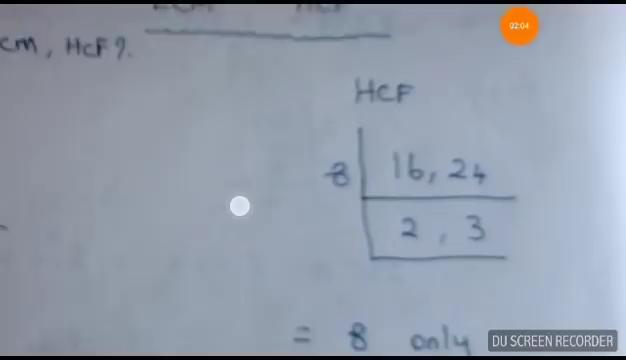 02:04
cm, HCF?.
HCF
8 16, 24
2, 3
= 8 only
DU SCREEN RECORDER